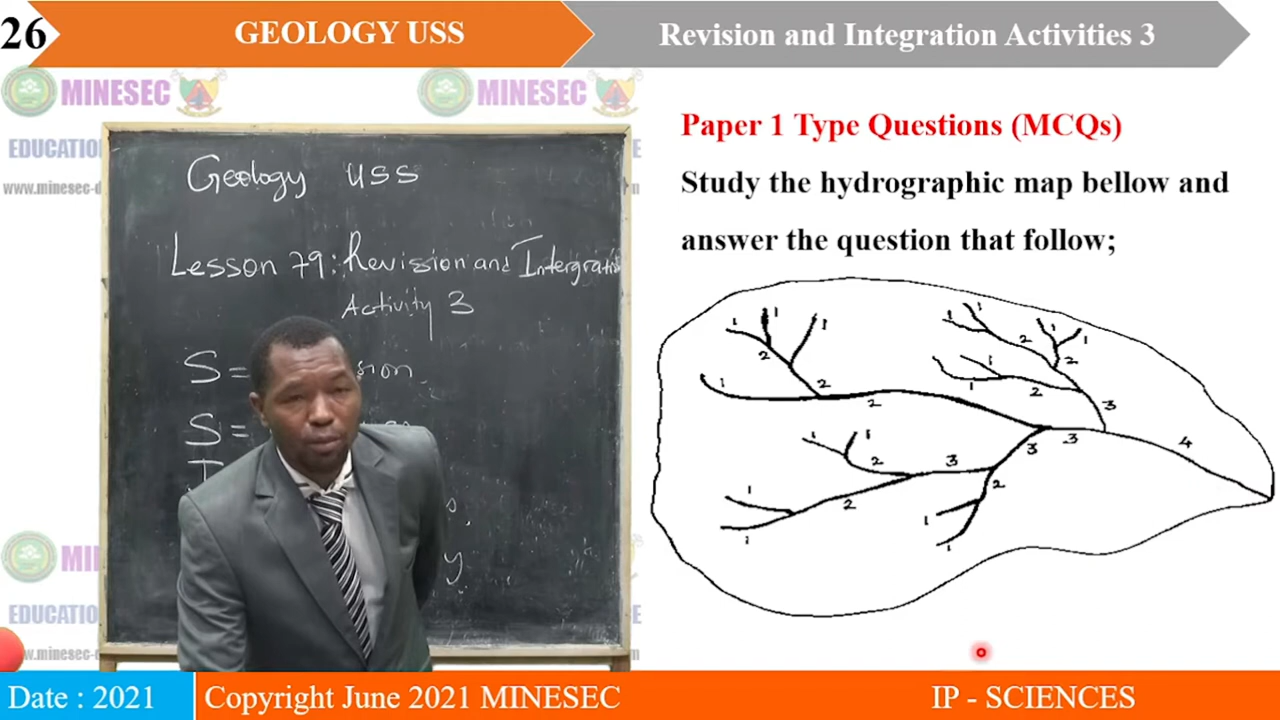 26
GEOLOGY USS
Revision and Integration Activities 3
MINESEC
MINESEC
EDUCATIO
www.minesec-d
Geology USS
Lesson 79: Revision and Intergrati
Activity 3
S =
sion.
S =
EDUCATIO
w.minesec-d
Paper 1 Type Questions (MCQs)
Study the hydrographic map bellow and
answer the question that follow;
1 1 1
2
1 2
2
1 1
1 1
2
2
1
1 2
3
1 1
2
3
3
3
4
1
2
1
2
1
1
Date : 2021
Copyright June 2021 MINESEC
IP - SCIENCES